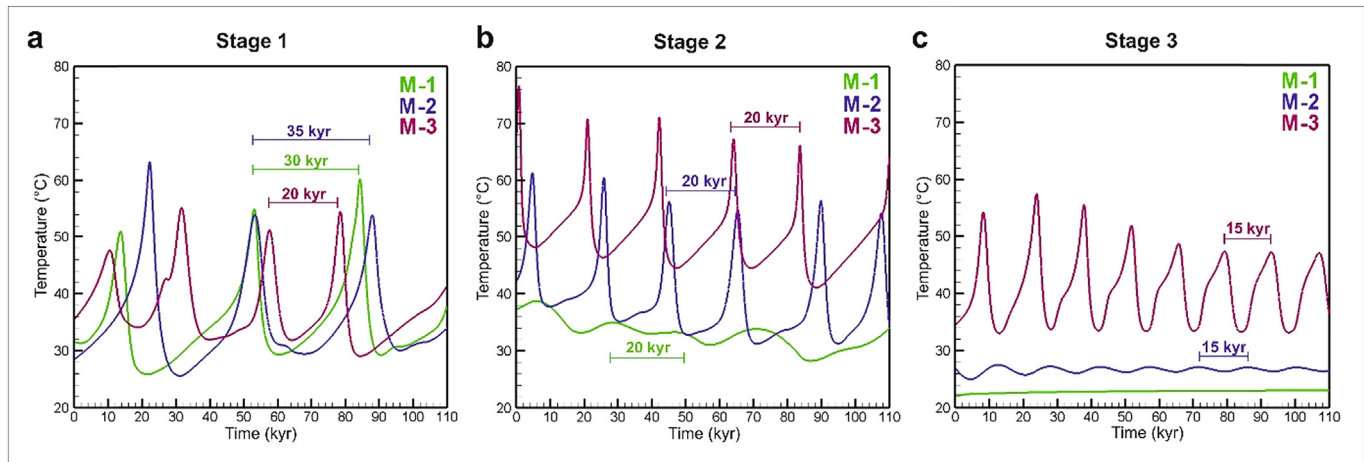 a
Stage 1
80
70
60
50
40
30
20
Temperature (°C)
M-1
M-2
M-3
35 kyr
30 kyr
20 kyr
0 10 20 30 40 50 60 70 80 90 100 110
Time (kyr)
b
Stage 2
80
70
60
50
40
30
20
Temperature (°C)
M-1
M-2
M-3
20 kyr
20 kyr
20 kyr
0 10 20 30 40 50 60 70 80 90 100 110
Time (kyr)
c
Stage 3
80
70
60
50
40
30
20
Temperature (°C)
M-1
M-2
M-3
15 kyr
15 kyr
0 10 20 30 40 50 60 70 80 90 100 110
Time (kyr)